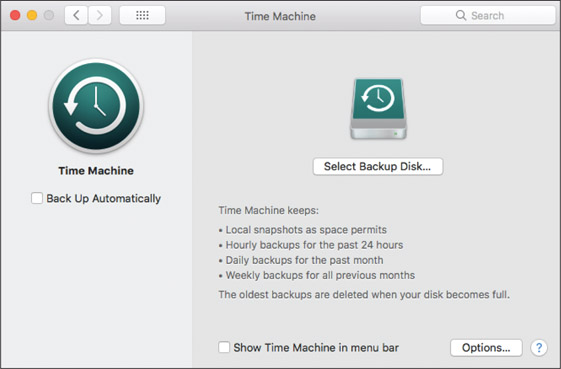 Time Machine
Search
Time Machine
Back Up Automatically
Select Backup Disk...
Time Machine keeps:
• Local snapshots as space permits
• Hourly backups for the past 24 hours
• Daily backups for the past month
• Weekly backups for all previous months
The oldest backups are deleted when your disk becomes full.
Show Time Machine in menu bar
Options...
?